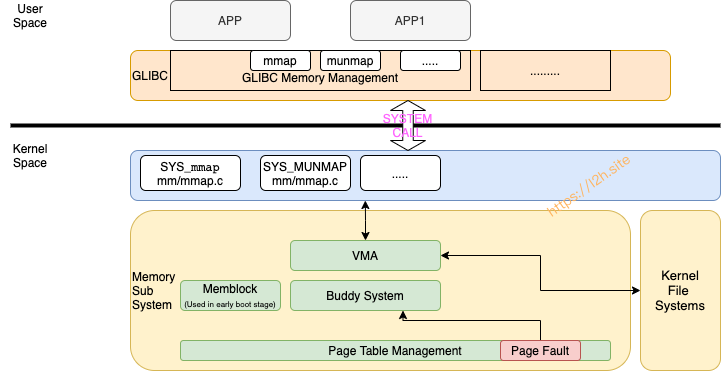 User
Space
APP
APP1
GLIBC
mmap
munmap
.....
GLIBC Memory Management
.........
SYSTEM
CALL
Kernel
Space
SYS_mmap
mm/mmap.c
SYS_MUNMAP
mm/mmap.c
.....
https://l2h.site
VMA
Memory
Sub
System
Memblock
(Used in early boot stage)
Buddy System
Kernel
File
Systems
Page Table Management
Page Fault